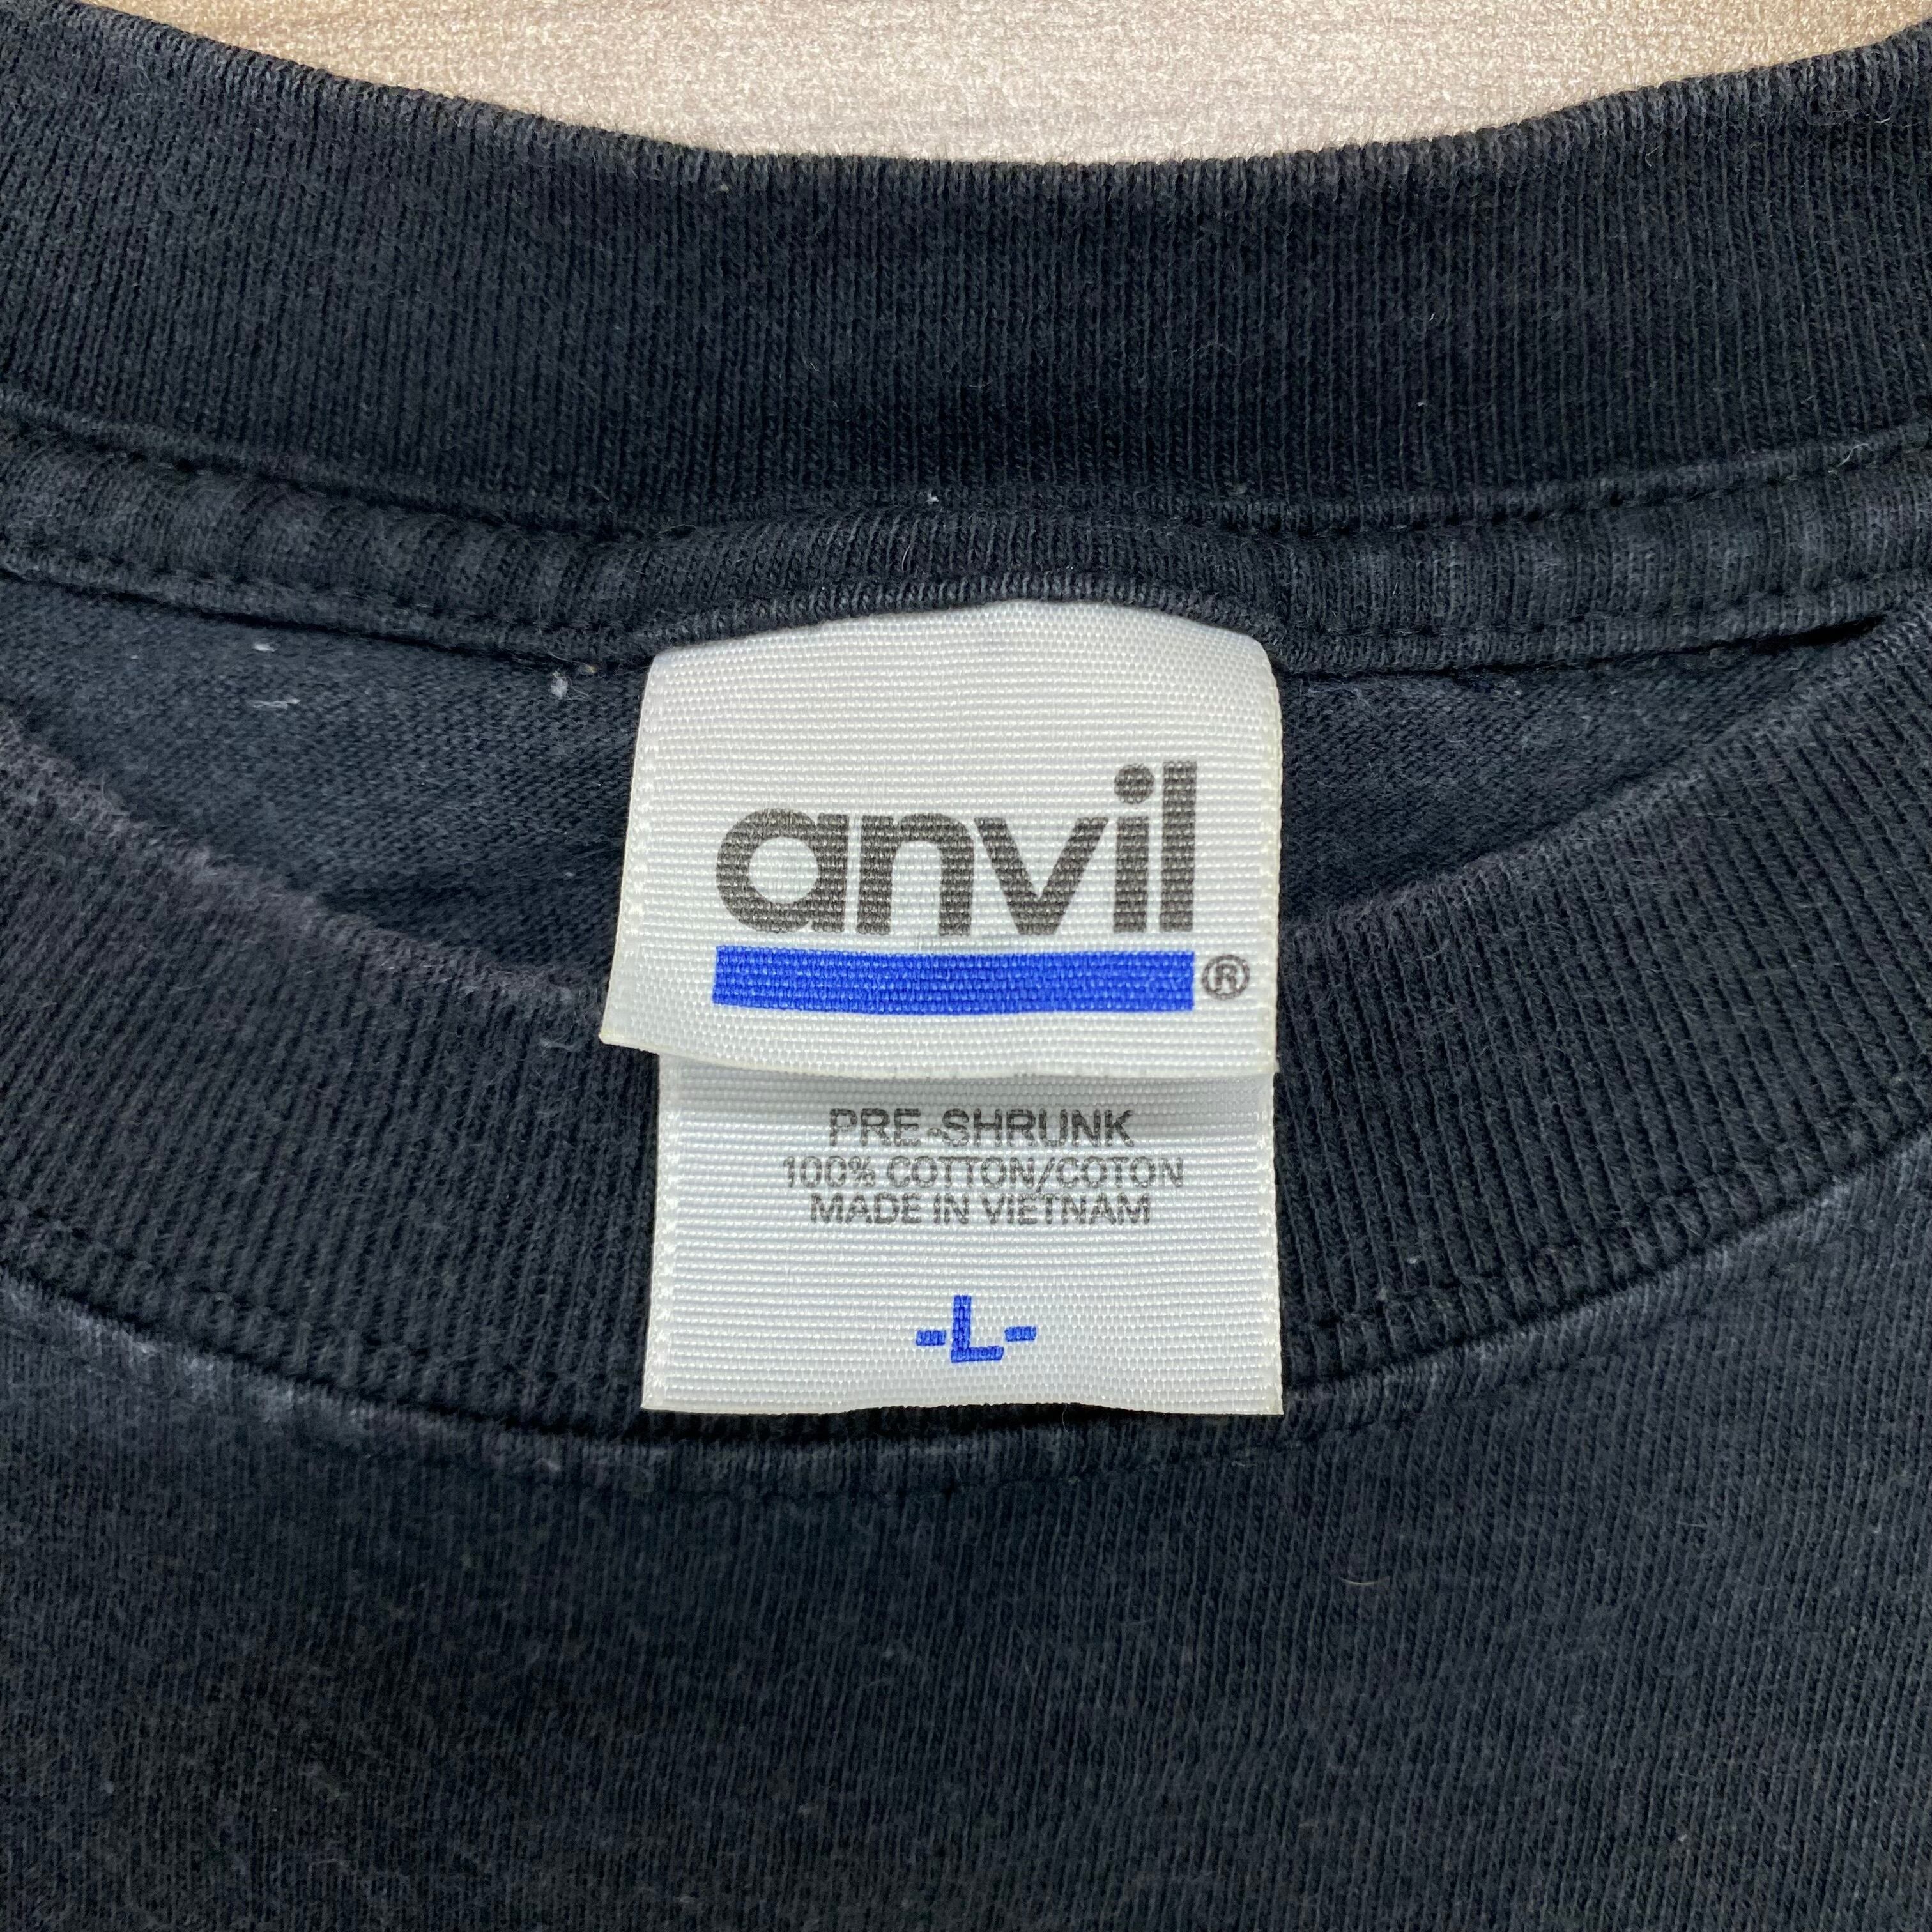 anvil
®
PRE-SHRUNK
100% COTTON/COTON
MADE IN VIETNAM
-L-